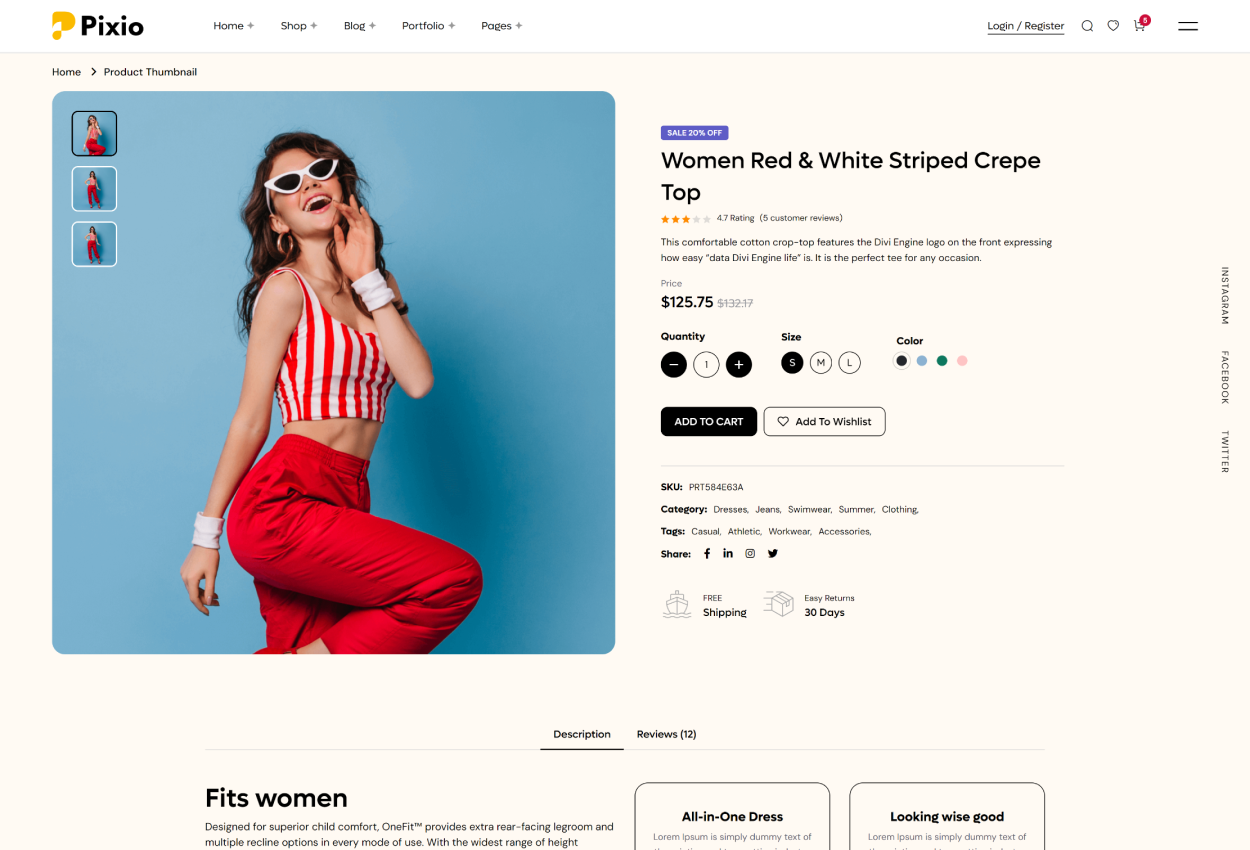 Pixio
Home Shop Blog Portfolio Pages
Login / Register
5
Home > Product Thumbnail
SALE 20% OFF
Women Red & White Striped Crepe
Top
4.7 Rating (5 customer reviews)
This comfortable cotton crop-top features the Divi Engine logo on the front expressing
how easy “data Divi Engine life” is. It is the perfect tee for any occasion.
Price
$125.75 $132.17
Quantity
1
Size
S M L
Color
ADD TO CART
Add To Wishlist
SKU: PRT584E63A
Category: Dresses, Jeans, Swimwear, Summer, Clothing,
Tags: Casual, Athletic, Workwear, Accessories,
Share:
FREE
Shipping
Easy Returns
30 Days
INSTAGRAM
FACEBOOK
TWITTER
Description
Reviews (12)
Fits women
Designed for superior child comfort, OneFit™ provides extra rear-facing legroom and
multiple recline options in every mode of use. With the widest range of height
All-in-One Dress
Lorem Ipsum is simply dummy text of
Looking wise good
Lorem Ipsum is simply dummy text of